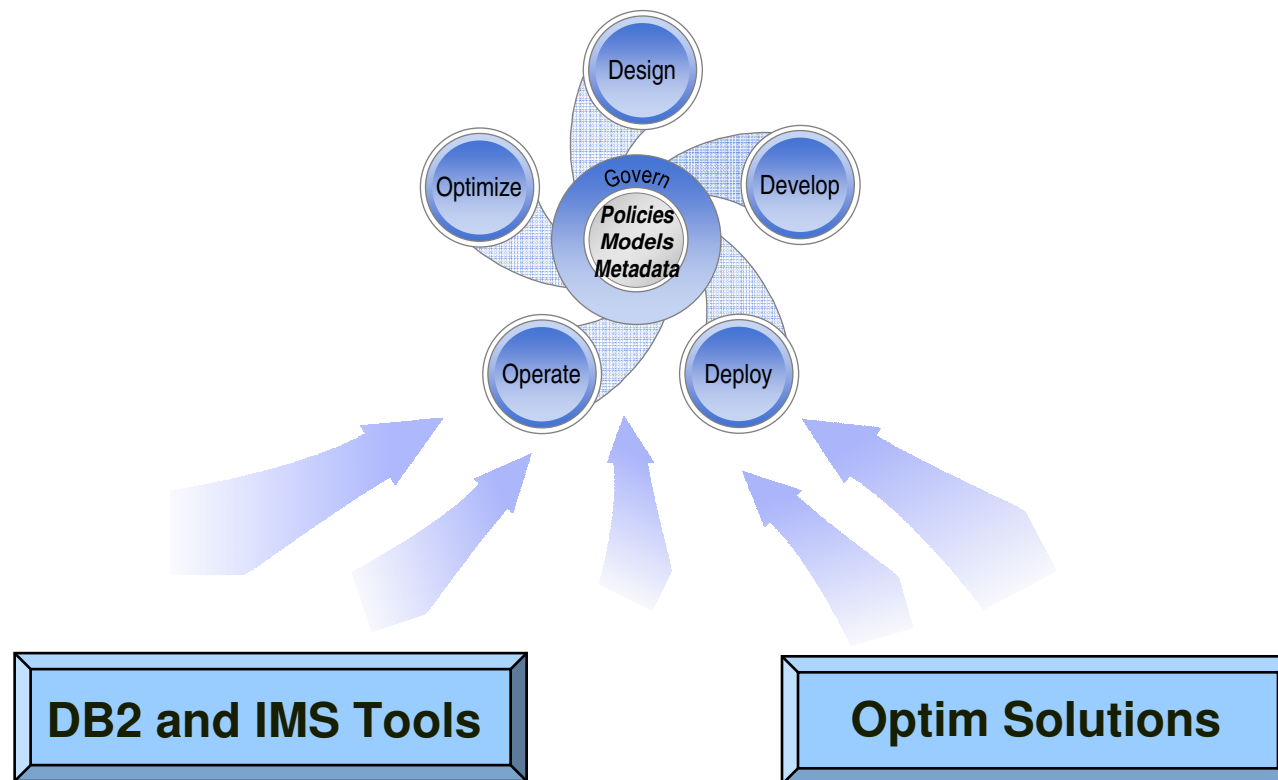 Design
Optimize
Develop
Govern
Policies
Models
Metadata
Operate
Deploy
DB2 and IMS Tools
Optim Solutions